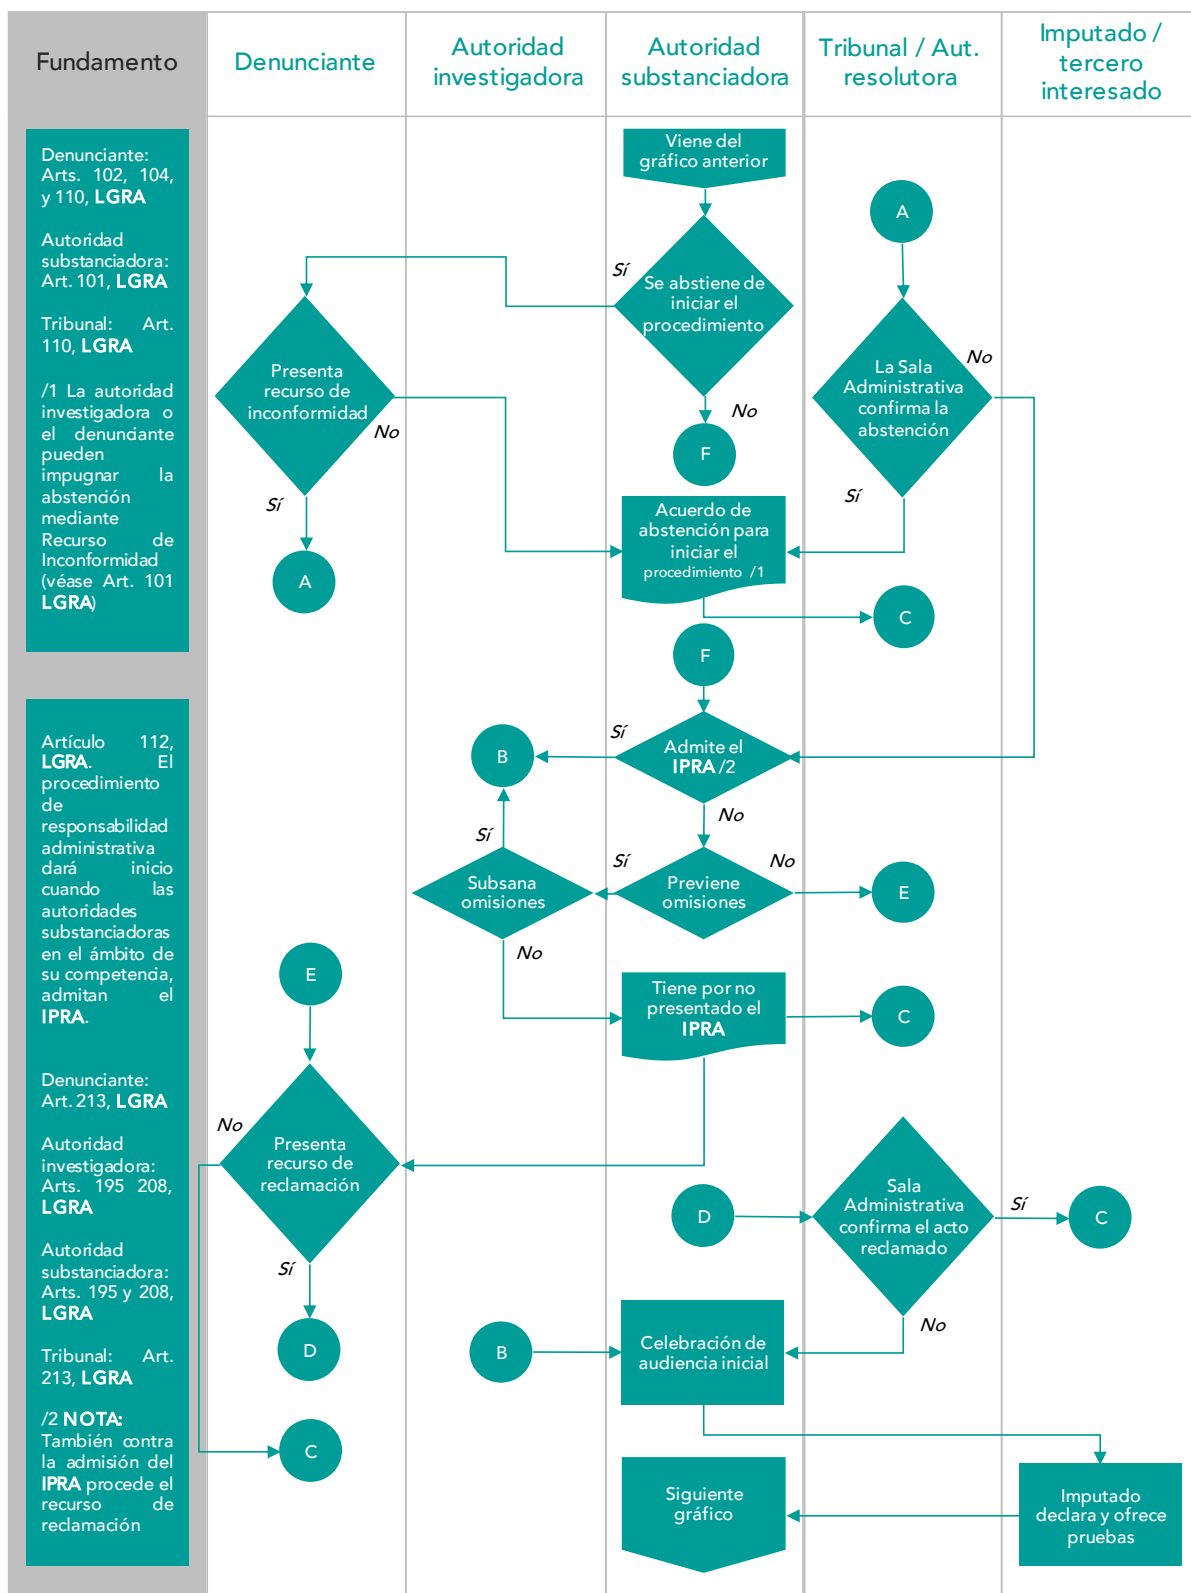 Fundamento
Denunciante
Autoridad
investigadora
Autoridad
substanciadora
Tribunal / Aut.
resolutora
Imputado /
tercero
interesado
Denunciante:
Arts. 102, 104,
y 110, LGRA
Autoridad
substanciadora:
Art. 101, LGRA
Tribunal: Art.
110, LGRA
/1 La autoridad
investigadora o
el denunciante
pueden
impugnar la
abstención
mediante
Recurso de
Inconformidad
(véase Art. 101
LGRA)
Viene del
gráfico anterior
A
Sí
Se abstiene de
iniciar el
procedimiento
No
F
Presenta
recurso de
inconformidad
No
Sí
A
La Sala
Administrativa
confirma la
abstención
No
Sí
Acuerdo de
abstención para
iniciar el
procedimiento /1
C
F
Artículo 112,
LGRA. El
procedimiento
de
responsabilidad
administrativa
dará inicio
cuando las
autoridades
substanciadoras
en el ámbito de
su competencia,
admitan el
IPRA.
Denunciante:
Art. 213, LGRA
Autoridad
investigadora:
Arts. 195 208,
LGRA
Autoridad
substanciadora:
Arts. 195 y 208,
LGRA
Tribunal: Art.
213, LGRA
/2 NOTA:
También contra
la admisión del
IPRA procede el
recurso de
reclamación
B
Sí
Admite el
IPRA /2
No
Sí
Subsana
omisiones
No
Sí
Previene
omisiones
No
E
E
Tiene por no
presentado el
IPRA
C
No
Presenta
recurso de
reclamación
Sí
D
C
D
Sala
Administrativa
confirma el acto
reclamado
Sí
C
No
B
Celebración de
audiencia inicial
Siguiente
gráfico
Imputado
declara y ofrece
pruebas